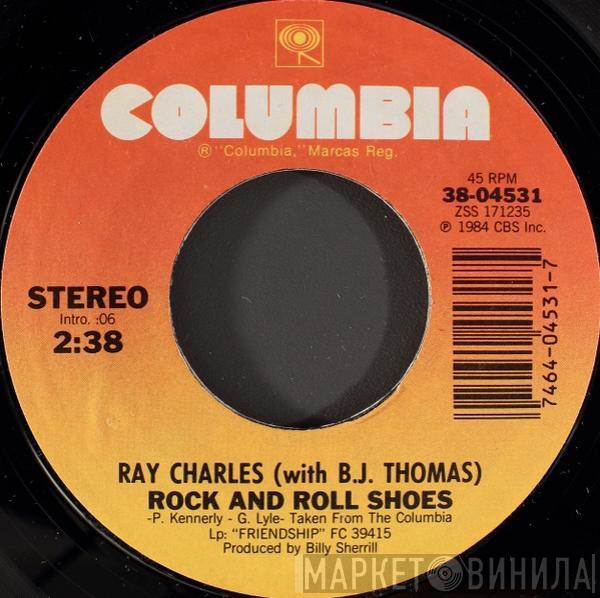 COLUMBIA
® "Columbia," Marcas Reg.
45 RPM
38-04531
ZSS 171235
℗ 1984 CBS Inc.
STEREO
Intro. :06
2:38
7464-04531-7
RAY CHARLES (with B.J. THOMAS)
ROCK AND ROLL SHOES
-P. Kennerly - G. Lyle- Taken From The Columbia
Lp: "FRIENDSHIP" FC 39415
Produced by Billy Sherrill
МАРКЕТ ВИНИЛА